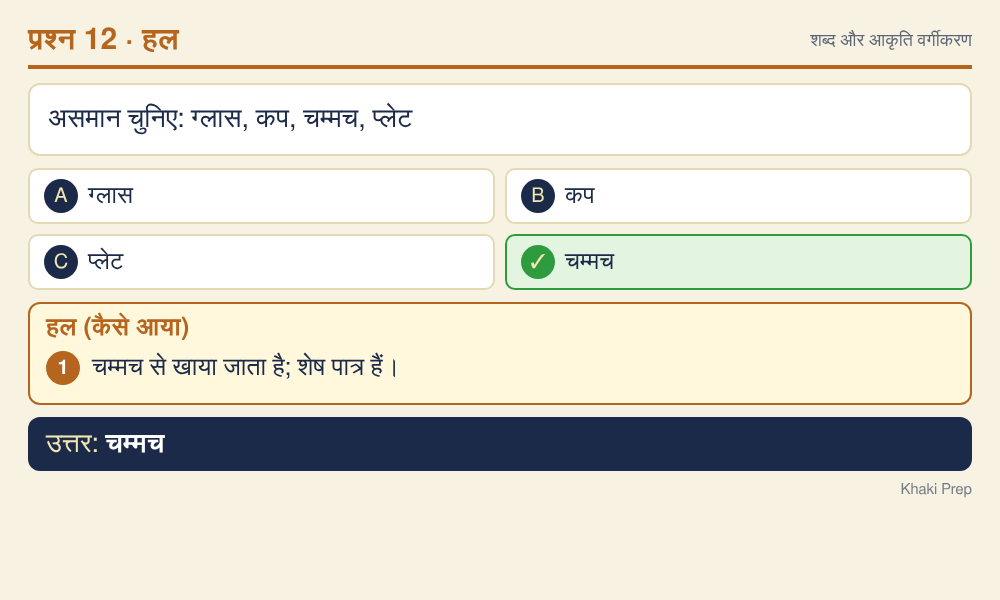 प्रश्न 12 · हल
शब्द और आकृति वर्गीकरण
असमान चुनिए: ग्लास, कप, चम्मच, प्लेट
A ग्लास
B कप
C प्लेट
✓ चम्मच
हल (कैसे आया)
1 चम्मच से खाया जाता है; शेष पात्र हैं।
उत्तर: चम्मच
Khaki Prep